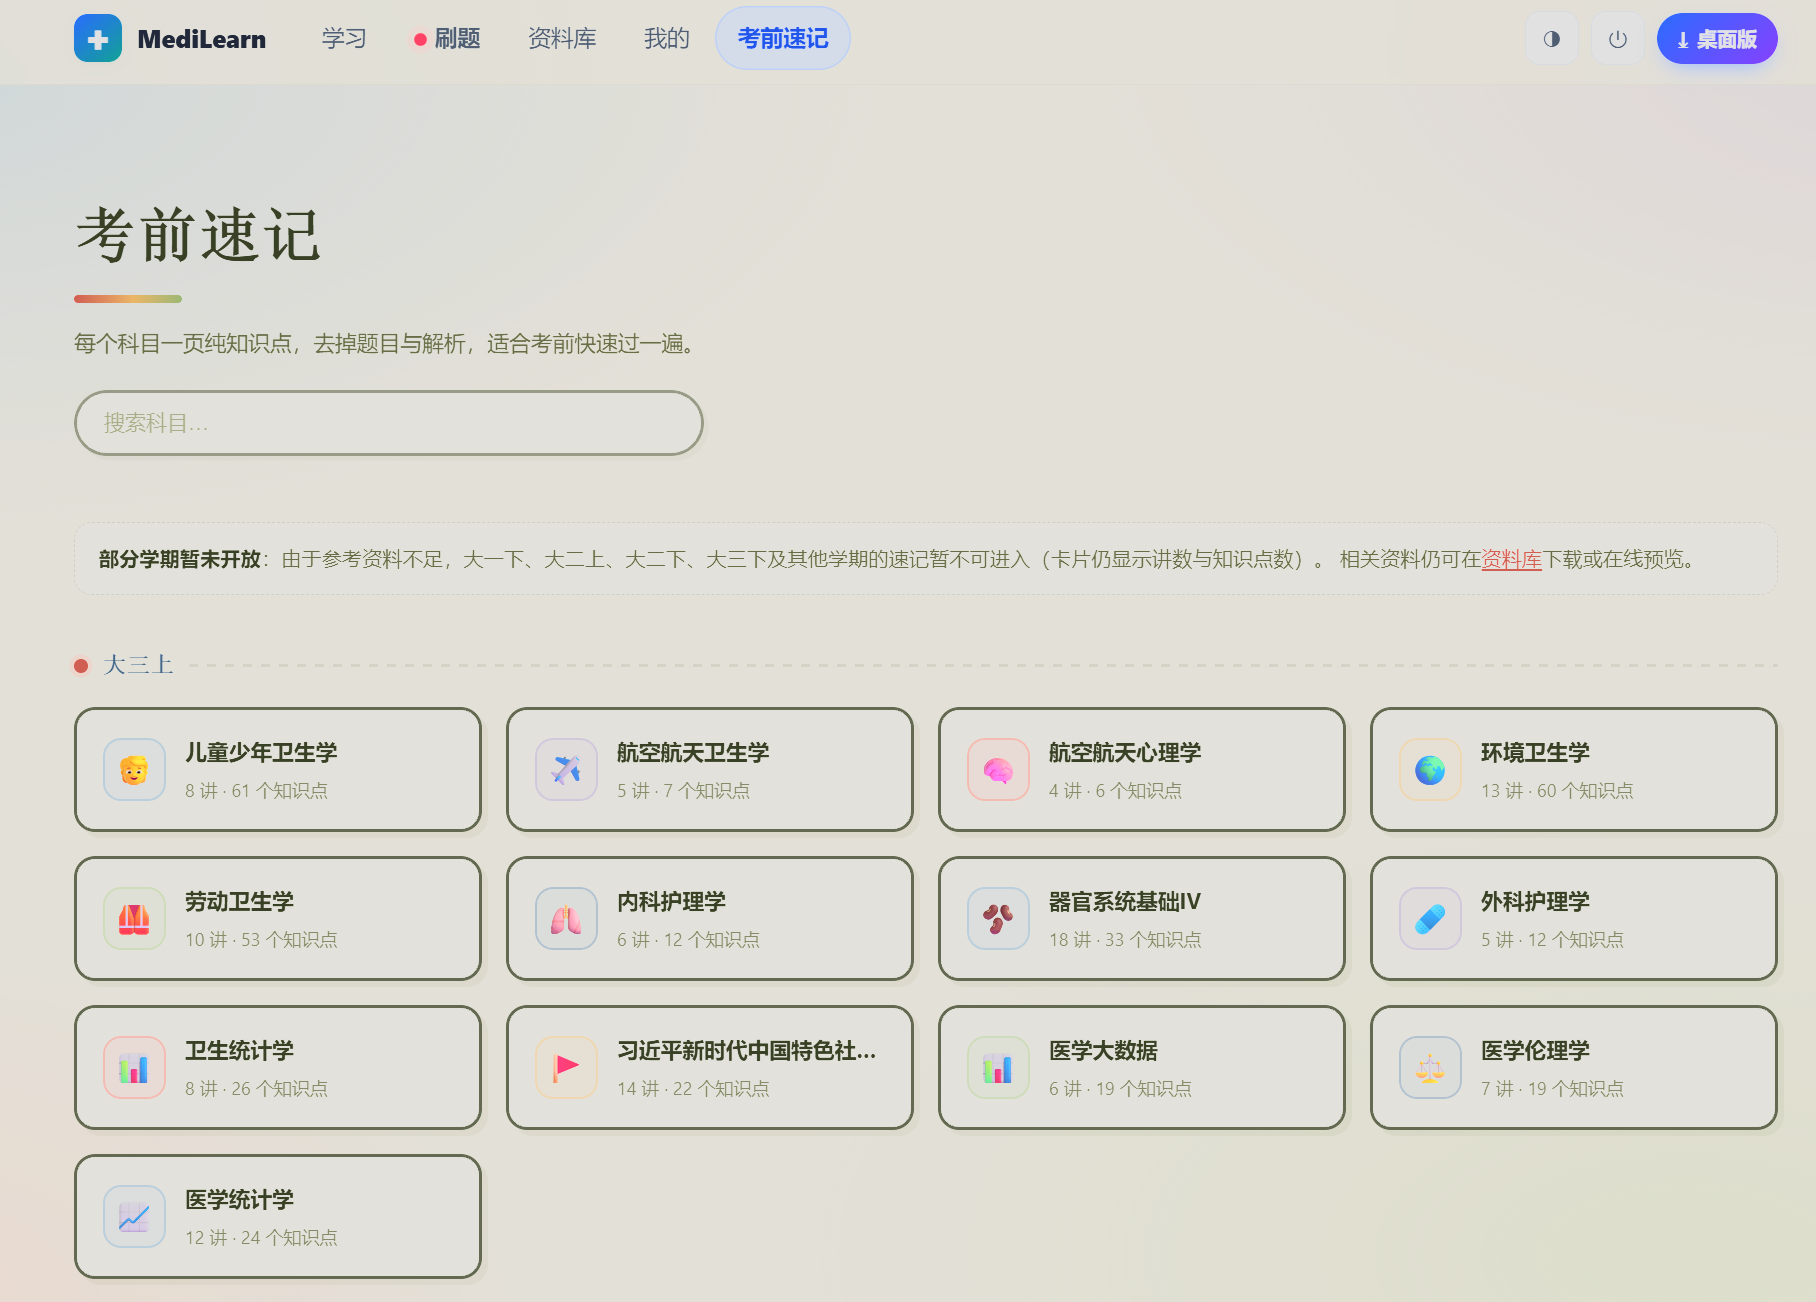 MediLearn 学习 刷题 资料库 我的 考前速记 ↓ 桌面版
考前速记
每个科目一页纯知识点，去掉题目与解析，适合考前快速过一遍。
搜索科目…
部分学期暂未开放：由于参考资料不足，大一下、大二上、大二下、大三下及其他学期的速记暂不可进入（卡片仍显示讲数与知识点数）。 相关资料仍可在资料库下载或在线预览。
大三上
儿童少年卫生学
8 讲 · 61 个知识点
航空航天卫生学
5 讲 · 7 个知识点
航空航天心理学
4 讲 · 6 个知识点
环境卫生学
13 讲 · 60 个知识点
劳动卫生学
10 讲 · 53 个知识点
内科护理学
6 讲 · 12 个知识点
器官系统基础IV
18 讲 · 33 个知识点
外科护理学
5 讲 · 12 个知识点
卫生统计学
8 讲 · 26 个知识点
习近平新时代中国特色社…
14 讲 · 22 个知识点
医学大数据
6 讲 · 19 个知识点
医学伦理学
7 讲 · 19 个知识点
医学统计学
12 讲 · 24 个知识点